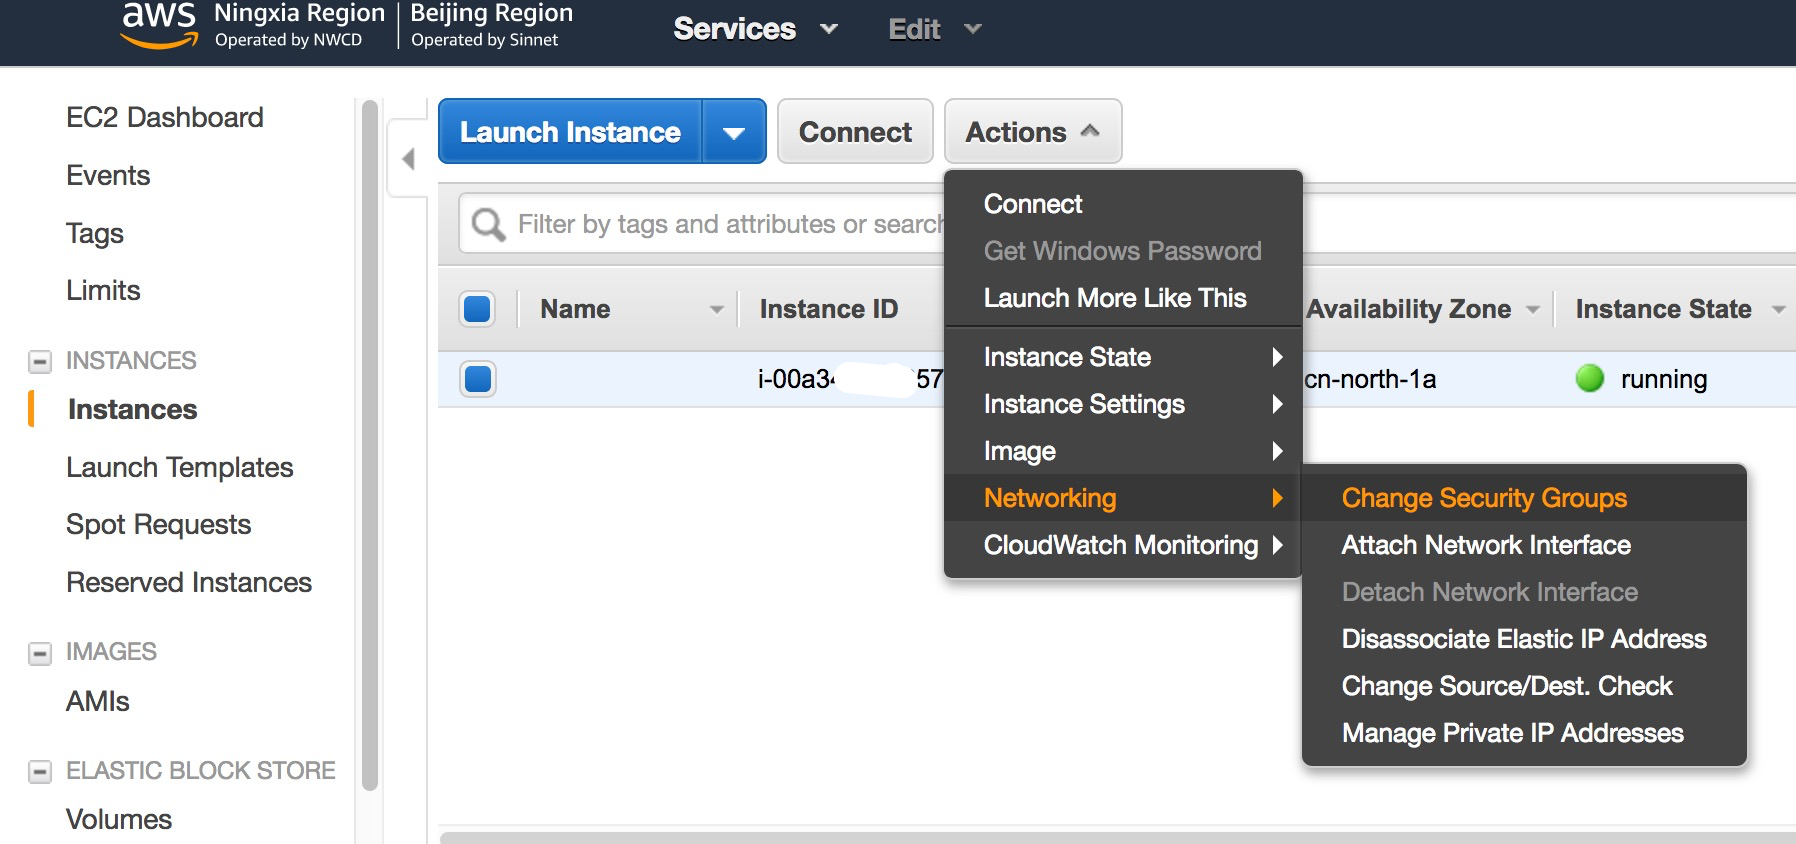 aws
Ningxia Region
Operated by NWCD
Beijing Region
Operated by Sinnet
Services
Edit
EC2 Dashboard
Events
Tags
Limits
INSTANCES
Instances
Launch Templates
Spot Requests
Reserved Instances
IMAGES
AMIs
ELASTIC BLOCK STORE
Volumes
Launch Instance
Connect
Actions
Filter by tags and attributes or search
Name
Instance ID
Availability Zone
Instance State
i-00a34
57
cn-north-1a
running
Connect
Get Windows Password
Launch More Like This
Instance State
Instance Settings
Image
Networking
CloudWatch Monitoring
Change Security Groups
Attach Network Interface
Detach Network Interface
Disassociate Elastic IP Address
Change Source/Dest. Check
Manage Private IP Addresses